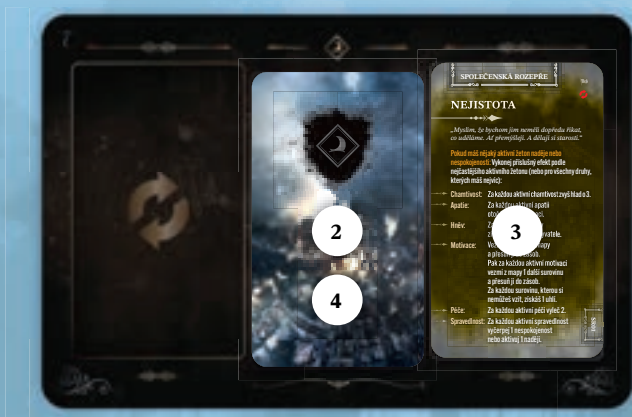 SPOLEČENSKÁ ROZEPŘE
NEJISTOTA
„Myslím, že bychom jim neměli dopředu říkat,
co uděláme. Ať přemýšlejí. A dělají si starosti.“
Pokud máš nějaký aktivní žeton naděje nebo
nespokojenosti: Vykonej příslušný efekt podle
nejčastějšího aktivního žetonu (nebo pro všechny druhy,
kterých máš nejvíc):
Chamtivost: Za každou aktivní chamtivost zvyš hlad o 3.
Apatie: Za každou aktivní apatii
Hněv:
Motivace:
a přesuň do zásob.
Pak za každou aktivní motivaci
vezmi z mapy 1 další surovinu
a přesuň ji do zásob.
Za každou surovinu, kterou si
nemůžeš vzít, získáš 1 uhlí.
Péče: Za každou aktivní péči vyleč 2.
Spravedlnost: Za každou aktivní spravedlnost
vyčerpej 1 nespokojenost
nebo aktivuj 1 naději.
2
3
4